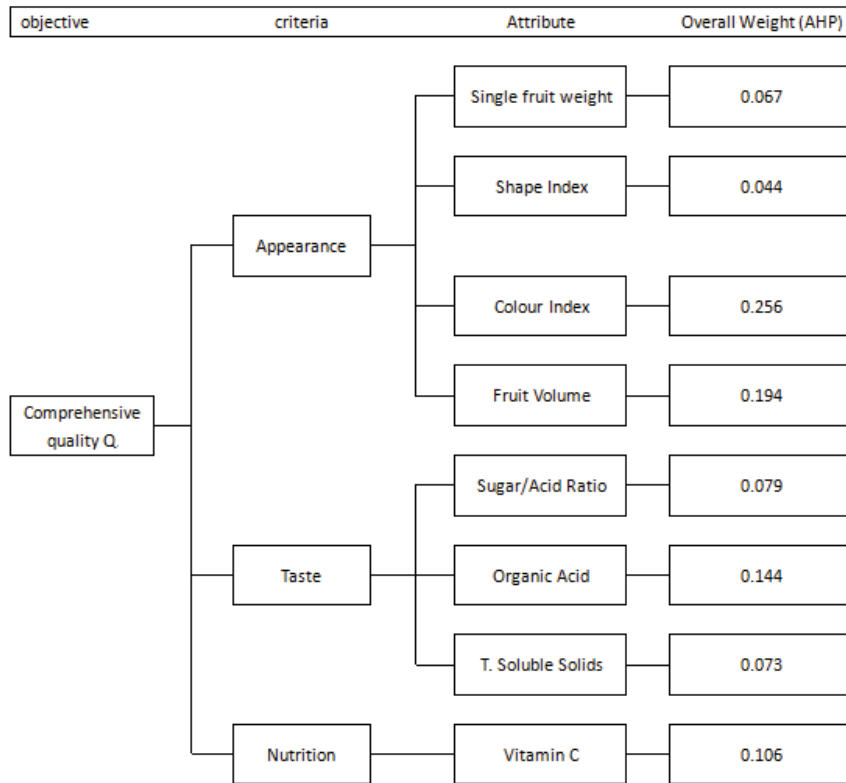 objective criteria Attribute Overall Weight (AHP)
Single fruit weight 0.067
Shape Index 0.044
Appearance
Colour Index 0.256
Fruit Volume 0.194
Comprehensive
quality Q.
Sugar/Acid Ratio 0.079
Taste Organic Acid 0.144
T. Soluble Solids 0.073
Nutrition Vitamin C 0.106